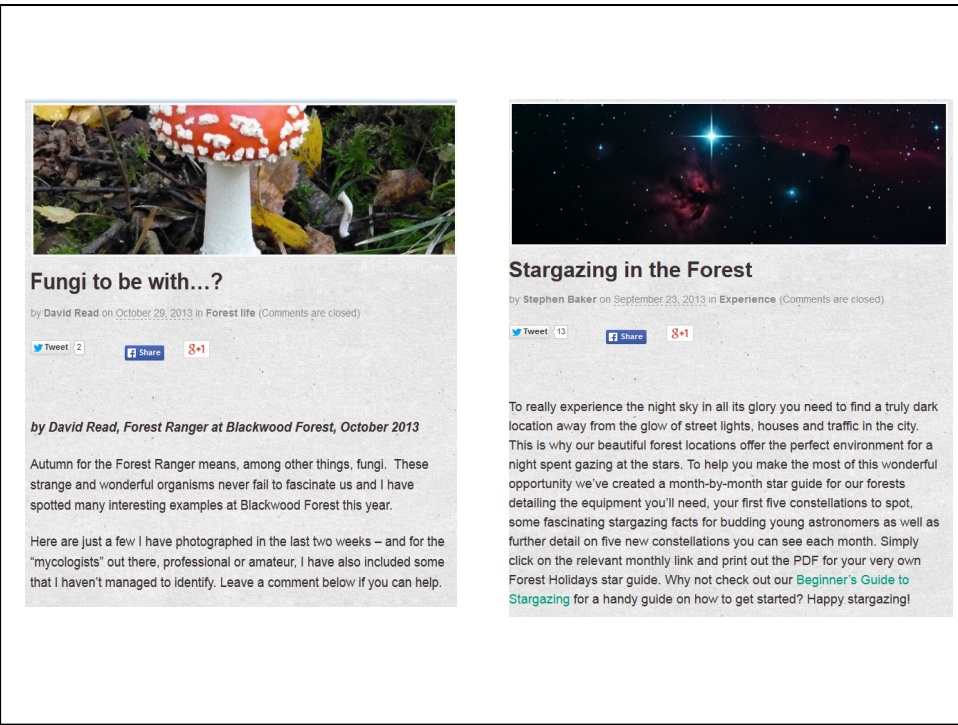 Fungi to be with…?
by David Read on October 29, 2013 in Forest life (Comments are closed)
Tweet 2 Share g+1
by David Read, Forest Ranger at Blackwood Forest, October 2013
Autumn for the Forest Ranger means, among other things, fungi.  These
strange and wonderful organisms never fail to fascinate us and I have
spotted many interesting examples at Blackwood Forest this year.
Here are just a few I have photographed in the last two weeks – and for the
“mycologists” out there, professional or amateur, I have also included some
that I haven’t managed to identify. Leave a comment below if you can help.
Stargazing in the Forest
by Stephen Baker on September 23, 2013 in Experience (Comments are closed)
Tweet 13 Share g+1
To really experience the night sky in all its glory you need to find a truly dark
location away from the glow of street lights, houses and traffic in the city.
This is why our beautiful forest locations offer the perfect environment for a
night spent gazing at the stars. To help you make the most of this wonderful
opportunity we’ve created a month-by-month star guide for our forests
detailing the equipment you’ll need, your first five constellations to spot,
some fascinating stargazing facts for budding young astronomers as well as
further detail on five new constellations you can see each month. Simply
click on the relevant monthly link and print out the PDF for your very own
Forest Holidays star guide. Why not check out our Beginner’s Guide to
Stargazing for a handy guide on how to get started? Happy stargazing!